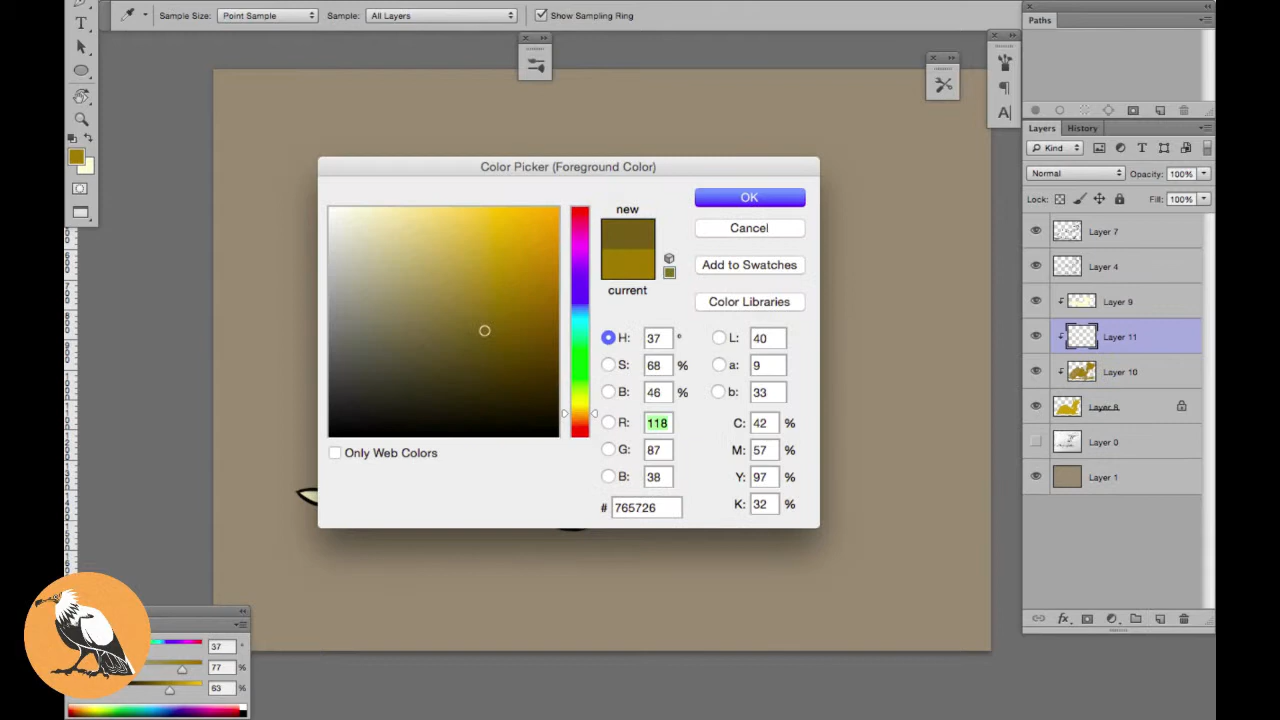 Sample Size: Point Sample Sample: All Layers Show Sampling Ring
Paths
Color Picker (Foreground Color)
new
current
OK
Cancel
Add to Swatches
Color Libraries
H: 37 °
S: 68 %
B: 46 %
R: 118
G: 87
B: 38
# 765726
L: 40
a: 9
b: 33
C: 42 %
M: 57 %
Y: 97 %
K: 32 %
Only Web Colors
Layers History
Kind
Normal Opacity: 100%
Lock: Fill: 100%
Layer 7
Layer 4
Layer 9
Layer 11
Layer 10
Layer 8
Layer 0
Layer 1
fx
37 °
77 %
63 %